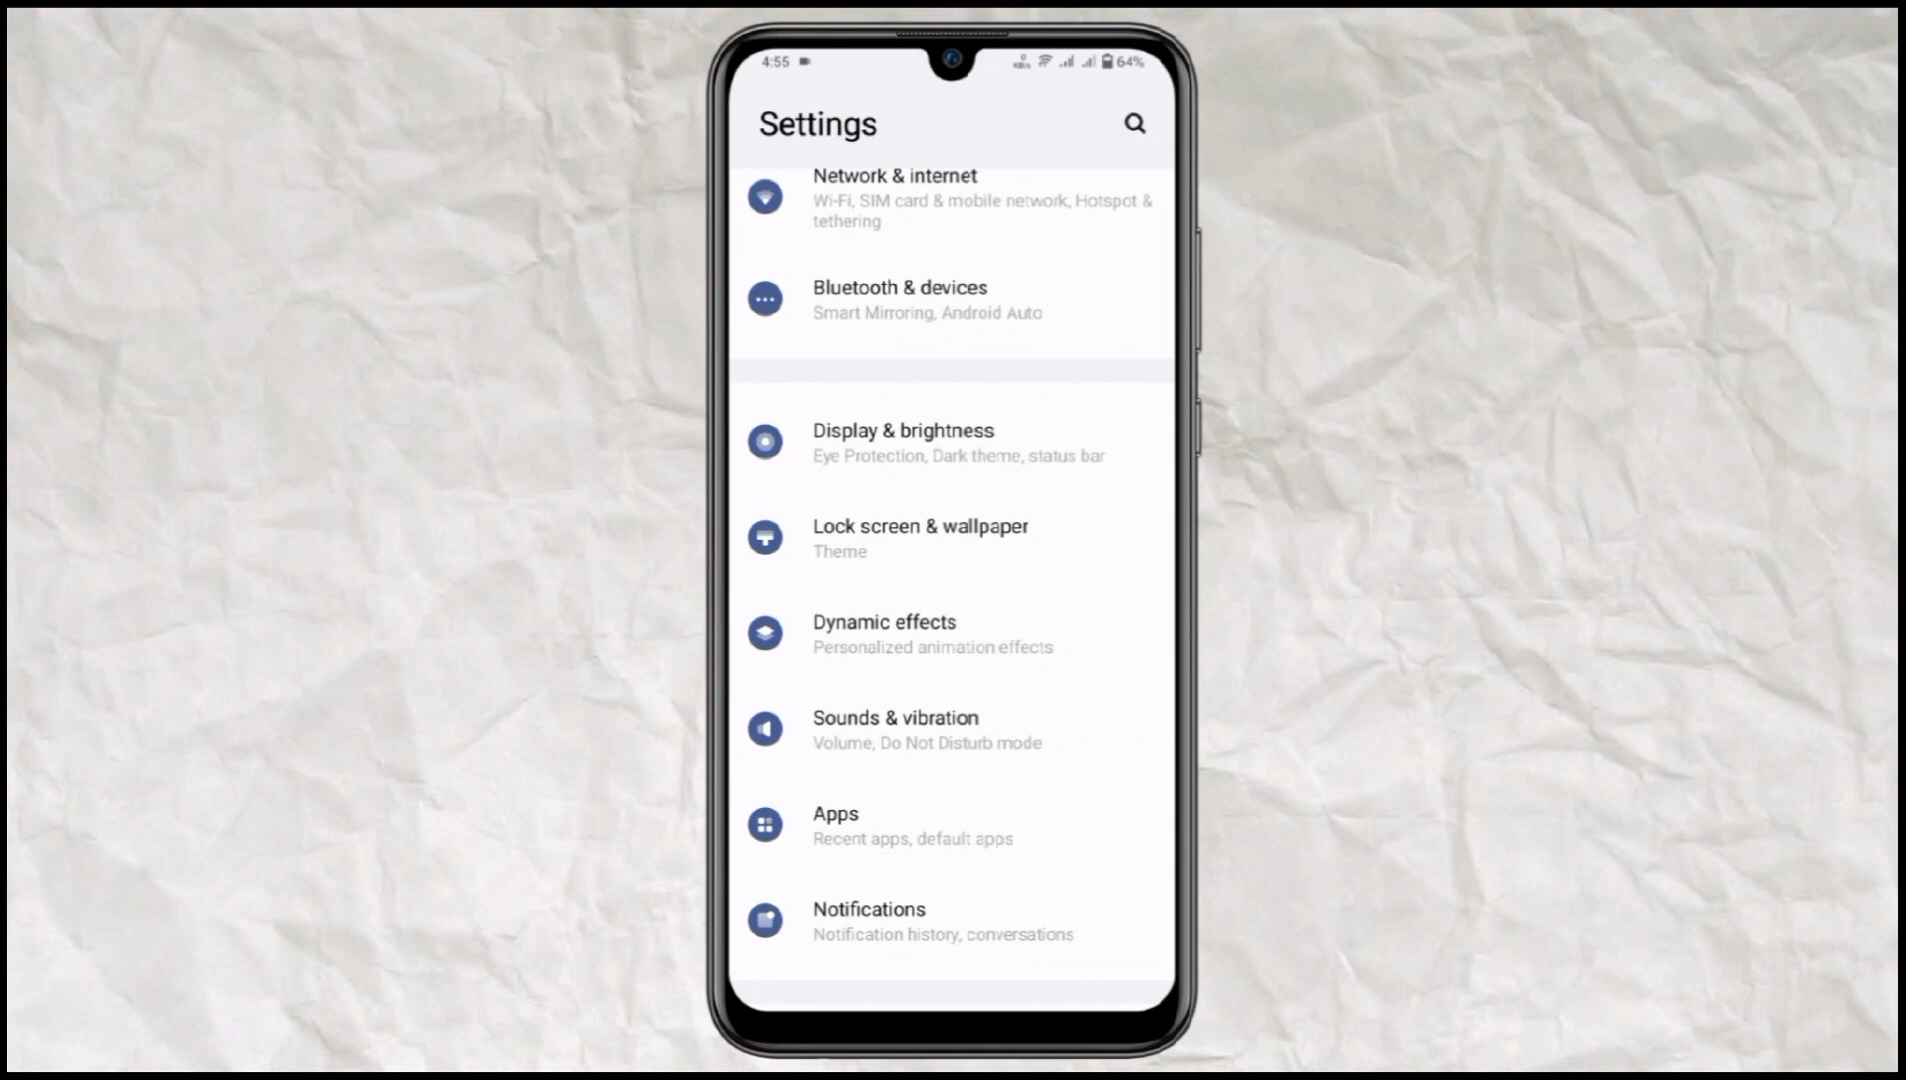 4:55
64%
Settings
Network & internet
Wi-Fi, SIM card & mobile network, Hotspot &
tethering
Bluetooth & devices
Smart Mirroring, Android Auto
Display & brightness
Eye Protection, Dark theme, status bar
Lock screen & wallpaper
Theme
Dynamic effects
Personalized animation effects
Sounds & vibration
Volume, Do Not Disturb mode
Apps
Recent apps, default apps
Notifications
Notification history, conversations